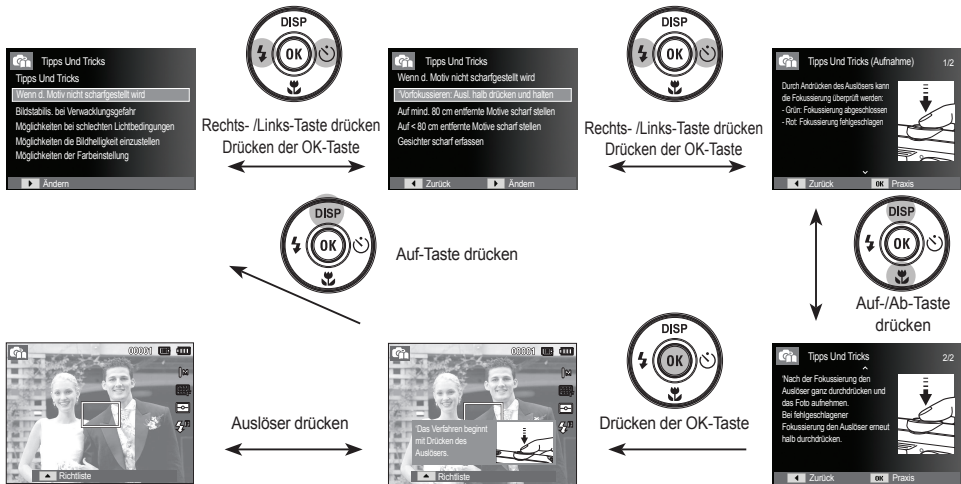 DISP
OK
DISP
OK
Tipps Und Tricks
Tipps Und Tricks
Wenn d. Motiv nicht scharfgestellt wird
Bildstabilis. bei Verwacklungsgefahr
Möglichkeiten bei schlechten Lichtbedingungen
Möglichkeiten die Bildhelligkeit einzustellen
Möglichkeiten der Farbeinstellung
Ändern
Rechts- /Links-Taste drücken
Drücken der OK-Taste
Tipps Und Tricks
Wenn d. Motiv nicht scharfgestellt wird
'Vorfokussieren: Ausl. halb drücken und halten
Auf mind. 80 cm entfernte Motive scharf stellen
Auf < 80 cm entfernte Motive scharf stellen
Gesichter scharf erfassen
Zurück
Ändern
Rechts- /Links-Taste drücken
Drücken der OK-Taste
Tipps Und Tricks (Aufnahme) 1/2
Durch Andrücken des Auslösers kann
die Fokussierung überprüft werden:
- Grün: Fokussierung abgeschlossen
- Rot: Fokussierung fehlgeschlagen
Zurück
OK Praxis
DISP
OK
Auf-Taste drücken
DISP
OK
Auf-/Ab-Taste
drücken
00001
Richtliste
Auslöser drücken
00001
'Das Verfahren beginnt
mit Drücken des
Auslösers.
Richtliste
DISP
OK
Drücken der OK-Taste
Tipps Und Tricks 2/2
'Nach der Fokussierung den
Auslöser ganz durchdrücken und
das Foto aufnehmen.
Bei fehlgeschlagener
Fokussierung den Auslöser erneut
halb durchdrücken.
Zurück
OK Praxis